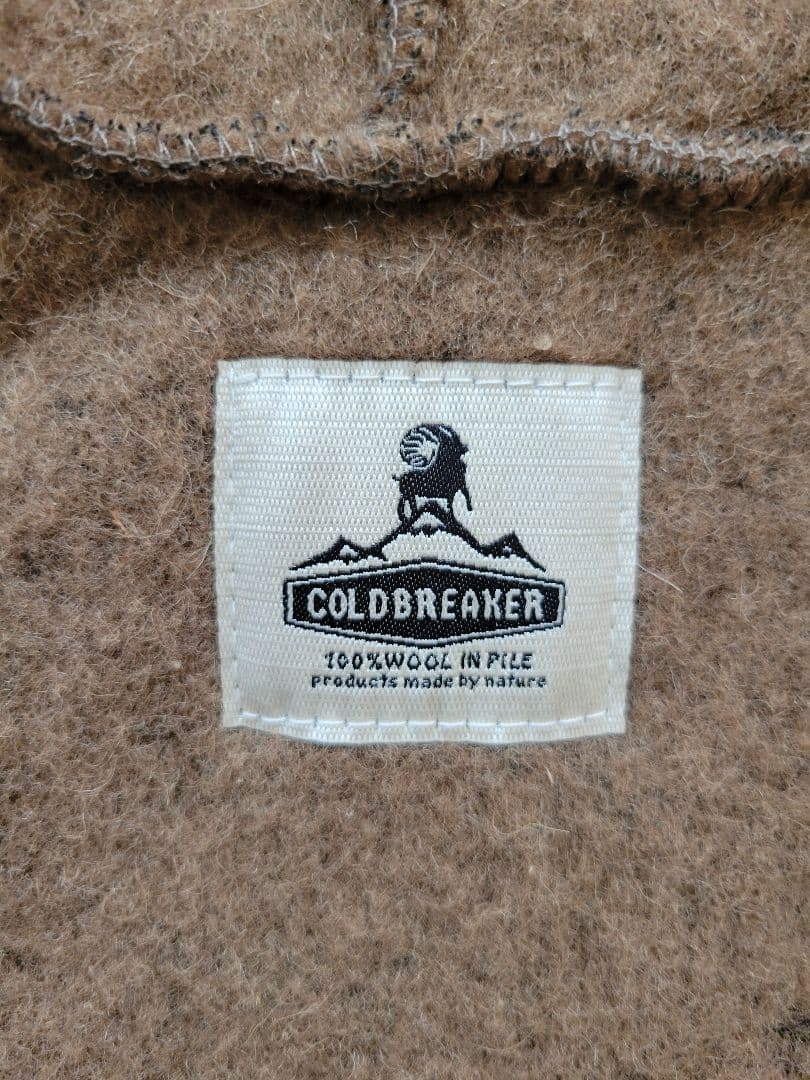 COLDBREAKER
100% WOOL IN PILE
products made by nature